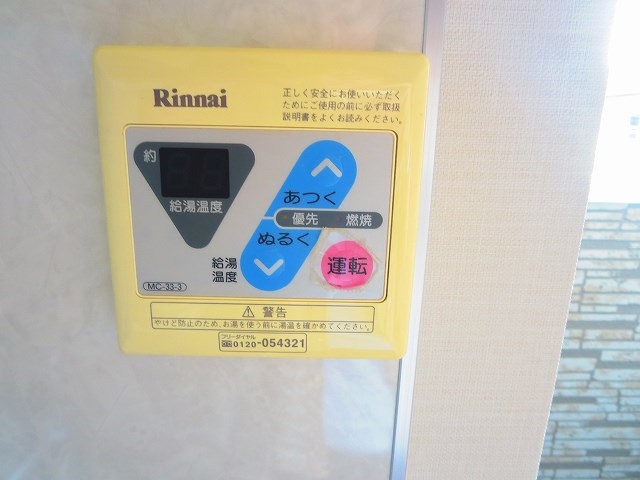 Rinnai
正しく安全にお使いいただく
ためにご使用の前に必ず取扱
説明書をよくお読みください。
約
給湯温度
あつく
優先 燃焼
ぬるく
給湯
温度
運転
MC-33-3
⚠ 警告
やけど防止のため、お湯を使う前に湯温を確かめてください。
フリーダイヤル
0120-054321